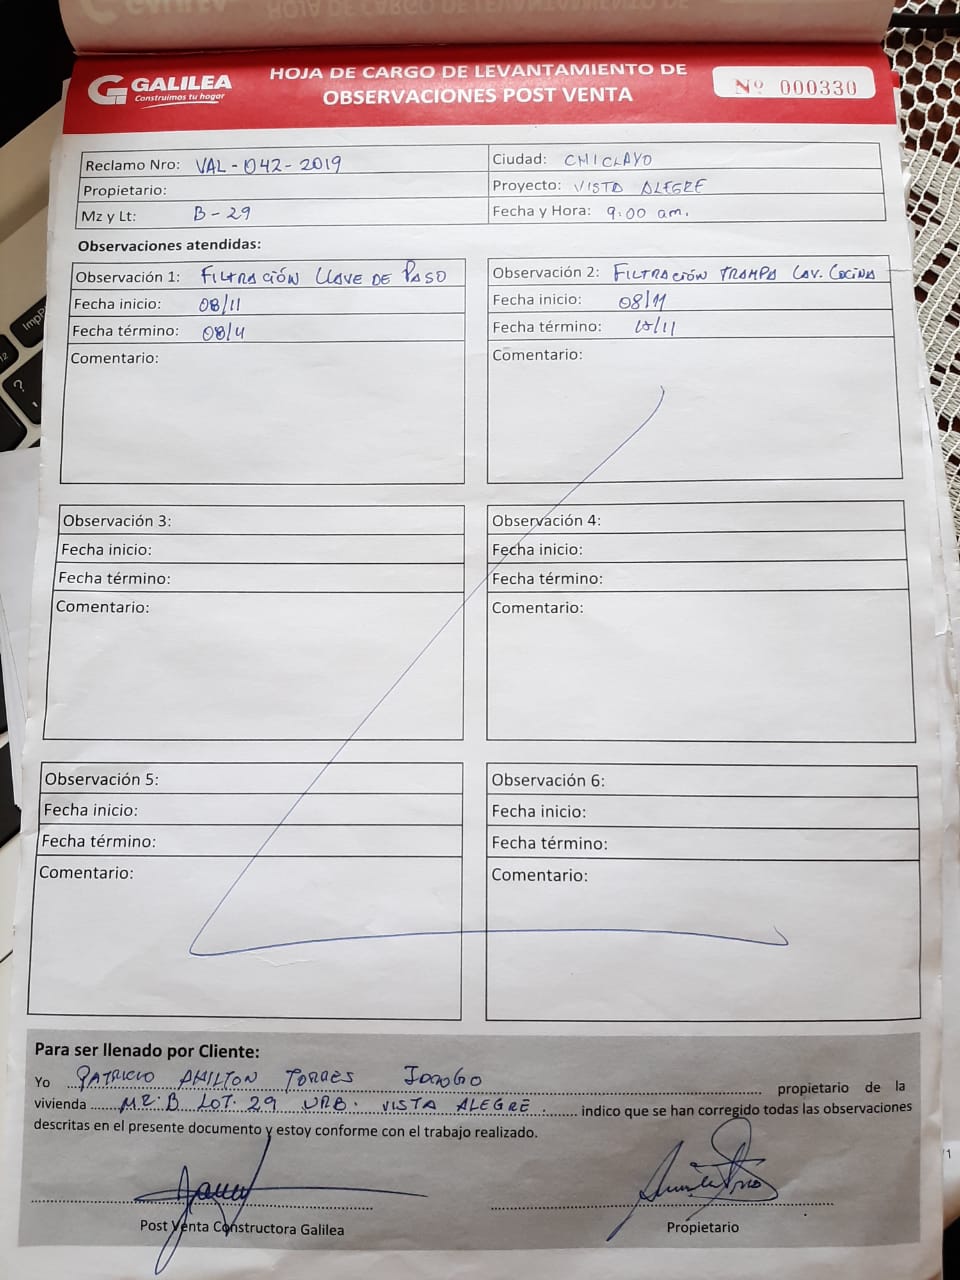 GALILEA
Construimos tu hogar
HOJA DE CARGO DE LEVANTAMIENTO DE
OBSERVACIONES POST VENTA
Nº 000330
Reclamo Nro: VAL-042-2019
Ciudad: CHICLAYO
Propietario:
Proyecto: VISTA ALEGRE
Mz y Lt: B-29
Fecha y Hora: 9:00 am.
Observaciones atendidas:
Observación 1: FILTRACIÓN LLAVE DE PASO
Fecha inicio: 08/11
Fecha término: 08/11
Comentario:
Observación 2: FILTRACIÓN TRAMPA LAV. COCINA
Fecha inicio: 08/11
Fecha término:
Comentario:
Observación 3:
Fecha inicio:
Fecha término:
Comentario:
Observación 4:
Fecha inicio:
Fecha término:
Comentario:
Observación 5:
Fecha inicio:
Fecha término:
Comentario:
Observación 6:
Fecha inicio:
Fecha término:
Comentario:
Para ser llenado por Cliente:
Yo PATRICIO AMILTON TORRES propietario de la
vivienda MZ. B LOT. 29 URB. VISTA ALEGRE. indico que se han corregido todas las observaciones
descritas en el presente documento y estoy conforme con el trabajo realizado.
Post Venta Constructora Galilea
Propietario